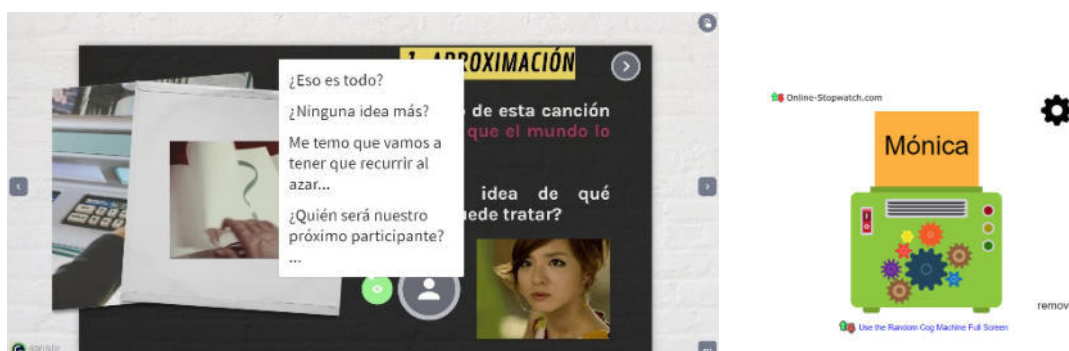 1. APROXIMACIÓN
¿Eso es todo?
¿Ninguna idea más?
Me temo que vamos a
tener que recurrir al
azar...
¿Quién será nuestro
próximo participante?
...
de esta canción
que el mundo lo
idea de qué
uede tratar?
Online-Stopwatch.com
Mónica
Use the Random Cog Machine Full Screen
remov